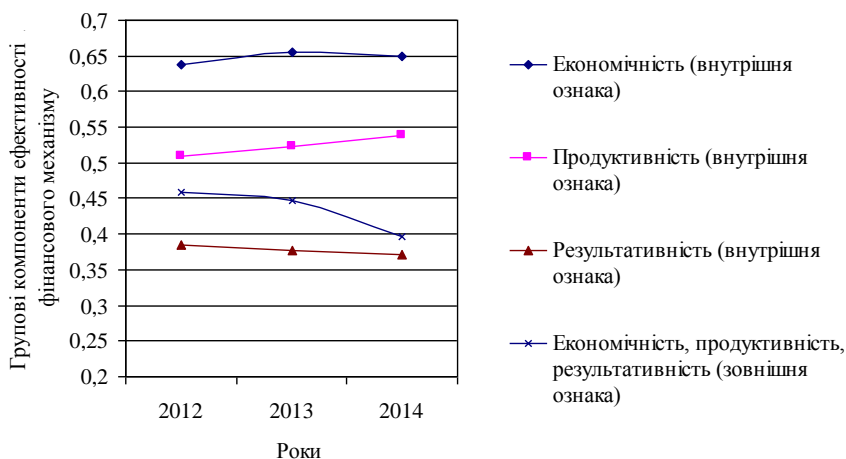 Групові компоненти ефективності
фінансового механізму
0,7
0,65
0,6
0,55
0,5
0,45
0,4
0,35
0,3
0,25
0,2
2012
2013
2014
Роки
Економічність (внутрішня
ознака)
Продуктивність (внутрішня
ознака)
Результативність (внутрішня
ознака)
Економічність, продуктивність,
результативність (зовнішня
ознака)